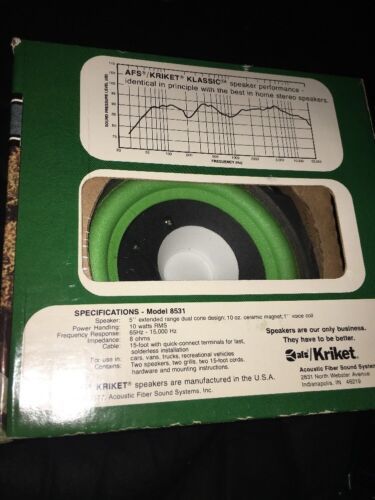 AFS®/KRIKET® KLASSIC™ speaker performance -
identical in principle with the best in home stereo speakers.
SOUND PRESSURE LEVEL (dB)
FREQUENCY (Hz)
SPECIFICATIONS - Model 8531
Speaker: 5" extended range dual cone design; 10 oz. ceramic magnet; 1" voice coil
Power Handling: 10 watts RMS
Frequency Response: 65Hz - 15,000 Hz
Impedance: 8 ohms
Cable: 15-foot with quick-connect terminals for fast,
solderless installation
For use in: cars, vans, trucks, recreational vehicles
Contains: Two speakers, two grills, two 15-foot cables,
hardware and mounting instructions.
KRIKET® speakers are manufactured in the U.S.A.
Acoustic Fiber Sound Systems, Inc.
Speakers are our only business.
They have to be better.
afs®/Kriket®
Acoustic Fiber Sound Systems
2831 North Webster Avenue
Indianapolis, IN 46219